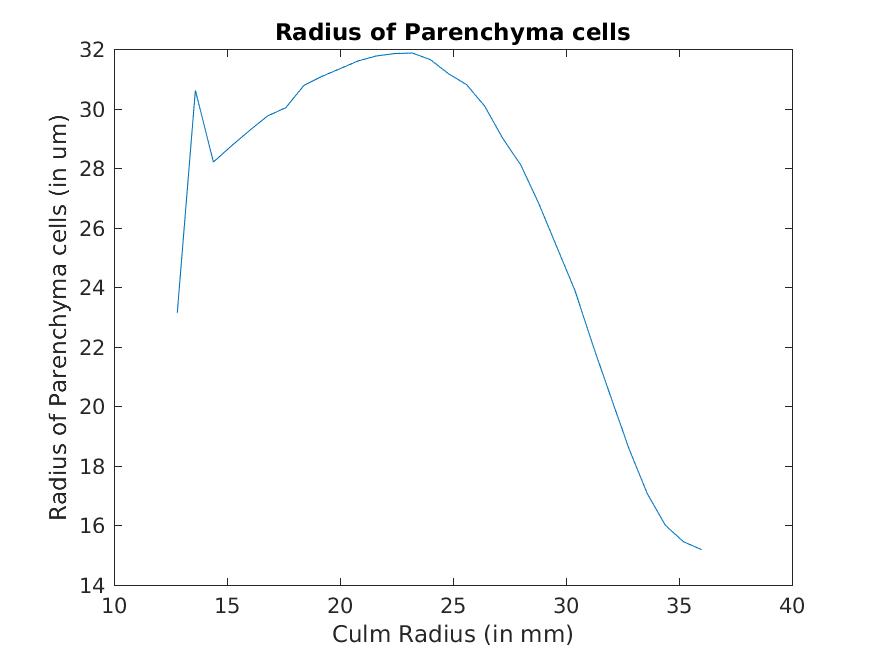 Radius of Parenchyma cells
32
30
28
26
24
22
20
18
16
14
Radius of Parenchyma cells (in um)
10 15 20 25 30 35 40
Culm Radius (in mm)